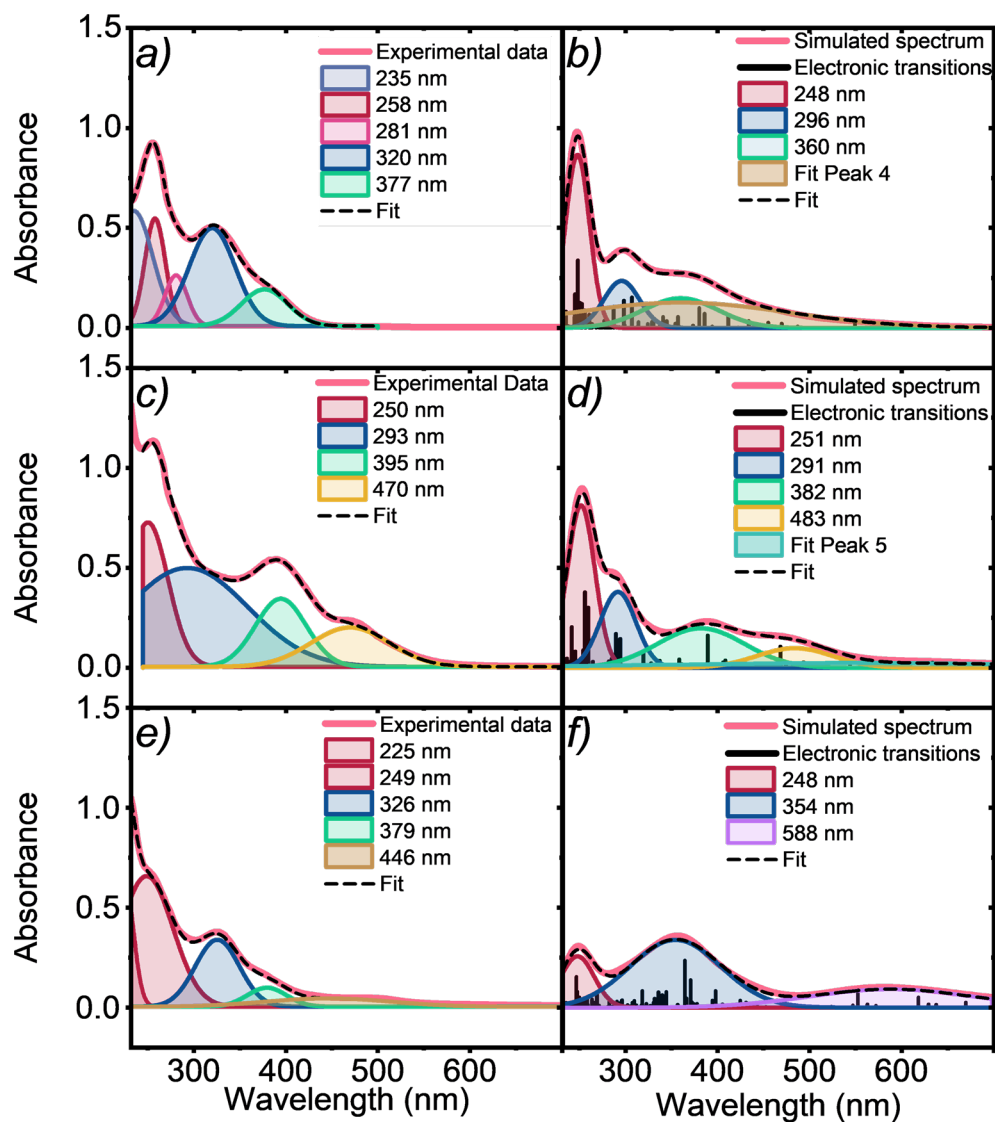 1.5
a)
Experimental data
235 nm
258 nm
281 nm
320 nm
377 nm
Fit
1.0
0.5
0.0
Absorbance
b)
Simulated spectrum
Electronic transitions
248 nm
296 nm
360 nm
Fit Peak 4
Fit
1.5
c)
Experimental Data
250 nm
293 nm
395 nm
470 nm
Fit
1.0
0.5
0.0
Absorbance
d)
Simulated spectrum
Electronic transitions
251 nm
291 nm
382 nm
483 nm
Fit Peak 5
Fit
1.5
e)
Experimental data
225 nm
249 nm
326 nm
379 nm
446 nm
Fit
1.0
0.5
0.0
Absorbance
f)
Simulated spectrum
Electronic transitions
248 nm
354 nm
588 nm
Fit
300 400 500 600
300 400 500 600
Wavelength (nm)
Wavelength (nm)